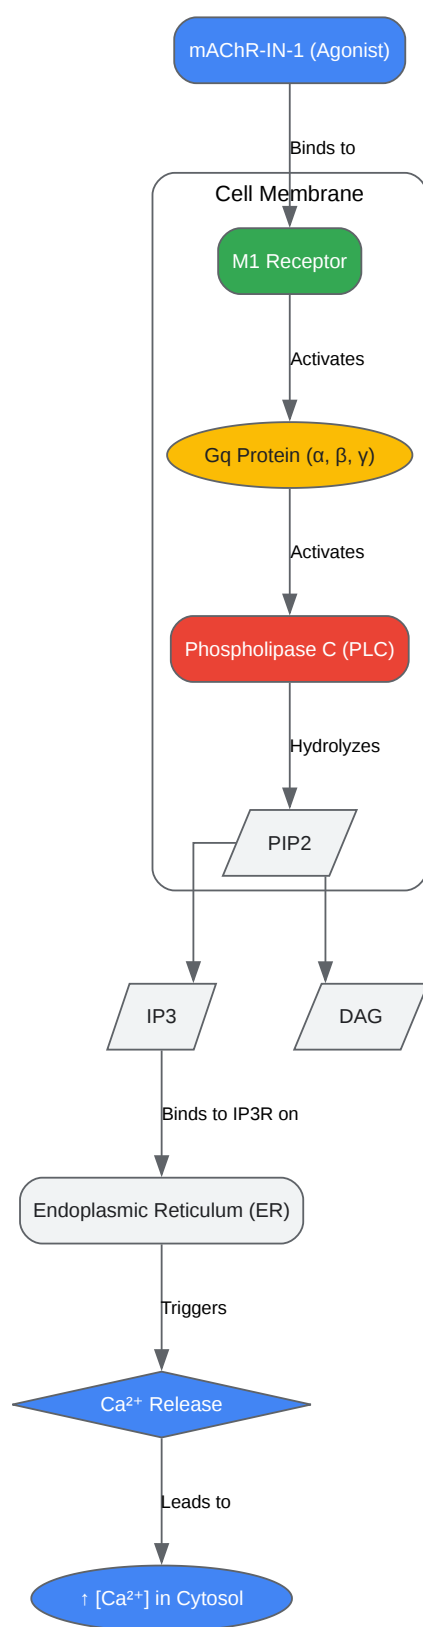 mAChR-IN-1 (Agonist)
Binds to
Cell Membrane
M1 Receptor
Activates
Gq Protein (α, β, γ)
Activates
Phospholipase C (PLC)
Hydrolyzes
PIP2
IP3
DAG
Binds to IP3R on
Endoplasmic Reticulum (ER)
Triggers
Ca²⁺ Release
Leads to
↑ [Ca²⁺] in Cytosol